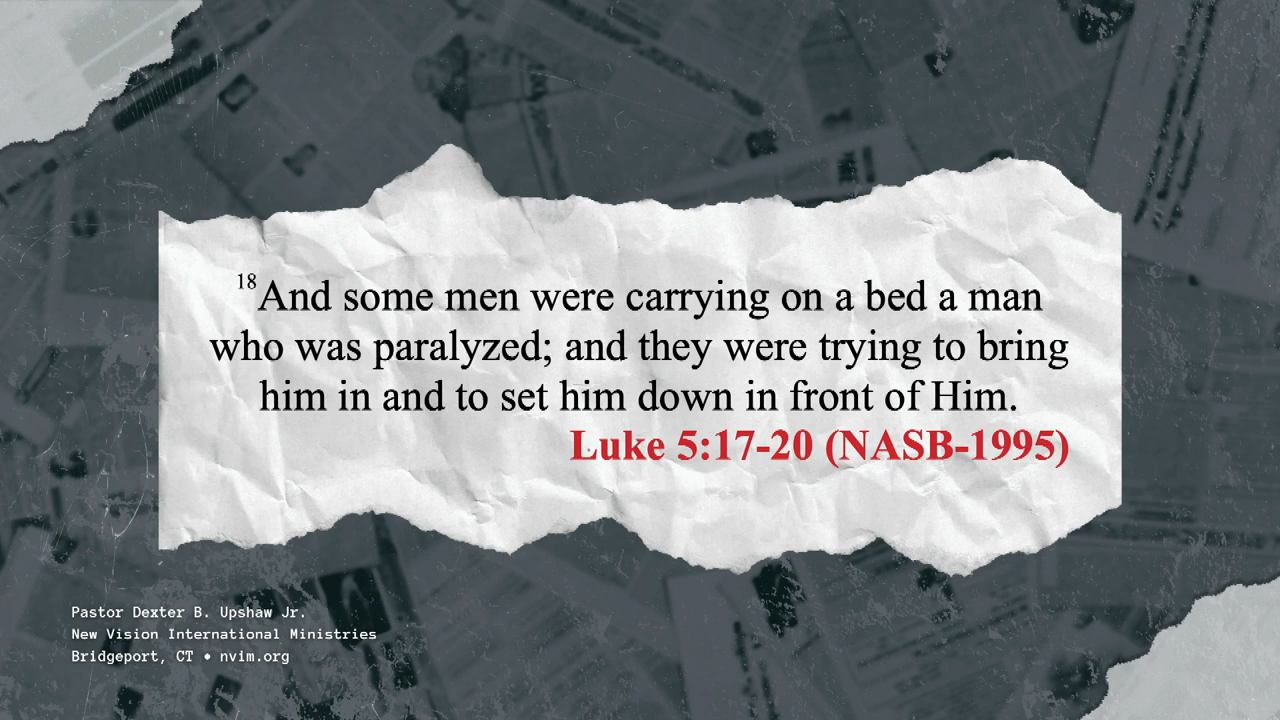 18And some men were carrying on a bed a man
who was paralyzed; and they were trying to bring
him in and to set him down in front of Him.
Luke 5:17-20 (NASB-1995)
Pastor Dexter B. Upshaw Jr.
New Vision International Ministries
Bridgeport, CT • nvim.org